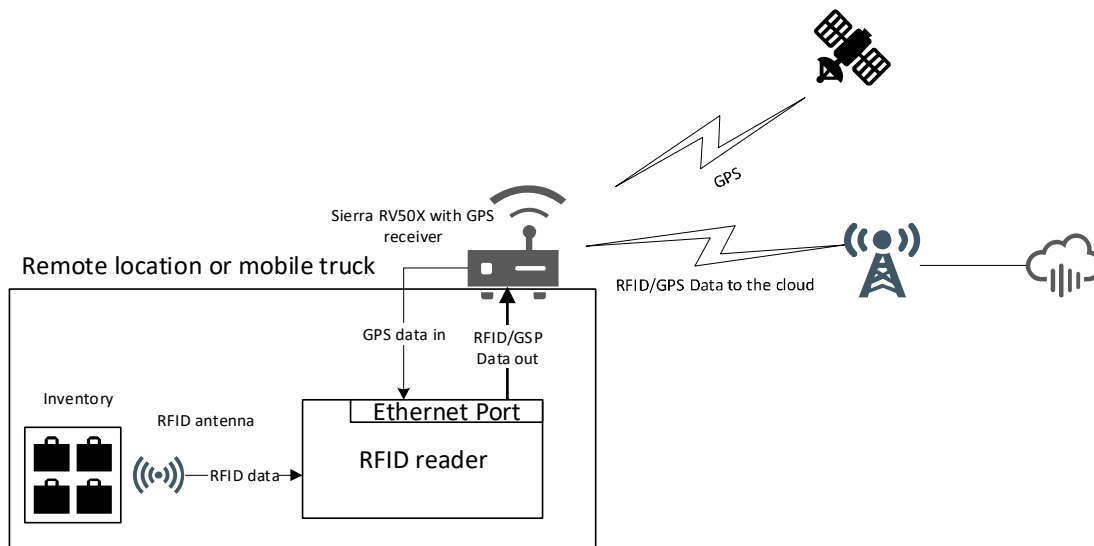 GPS
Sierra RV50X with GPS
receiver
Remote location or mobile truck
RFID/GPS Data to the cloud
GPS data in
RFID/GSP
Data out
Inventory
RFID antenna
Ethernet Port
RFID reader
RFID data